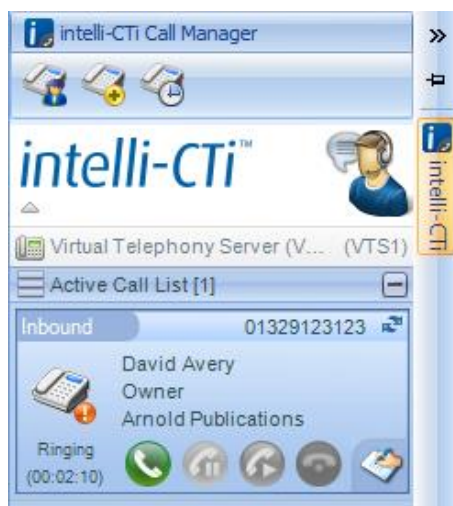 intelli-CTi Call Manager
intelli-CTi™
Virtual Telephony Server (V... (VTS1)
Active Call List [1]
Inbound 01329123123
David Avery
Owner
Arnold Publications
Ringing
(00:02:10)
intelli-CTi